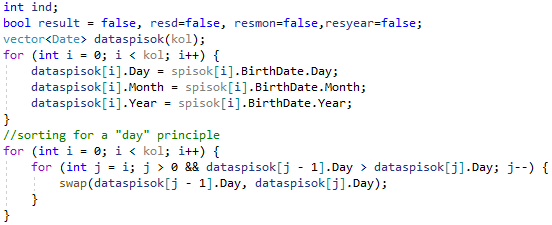 int ind;
bool result = false, resd=false, resmon=false,resyear=false;
vector<Date> dataspisok(kol);
for (int i = 0; i < kol; i++) {
    dataspisok[i].Day = spisok[i].BirthDate.Day;
    dataspisok[i].Month = spisok[i].BirthDate.Month;
    dataspisok[i].Year = spisok[i].BirthDate.Year;
}
//sorting for a "day" principle
for (int i = 0; i < kol; i++) {
    for (int j = i; j > 0 && dataspisok[j - 1].Day > dataspisok[j].Day; j--) {
        swap(dataspisok[j - 1].Day, dataspisok[j].Day);
    }
}